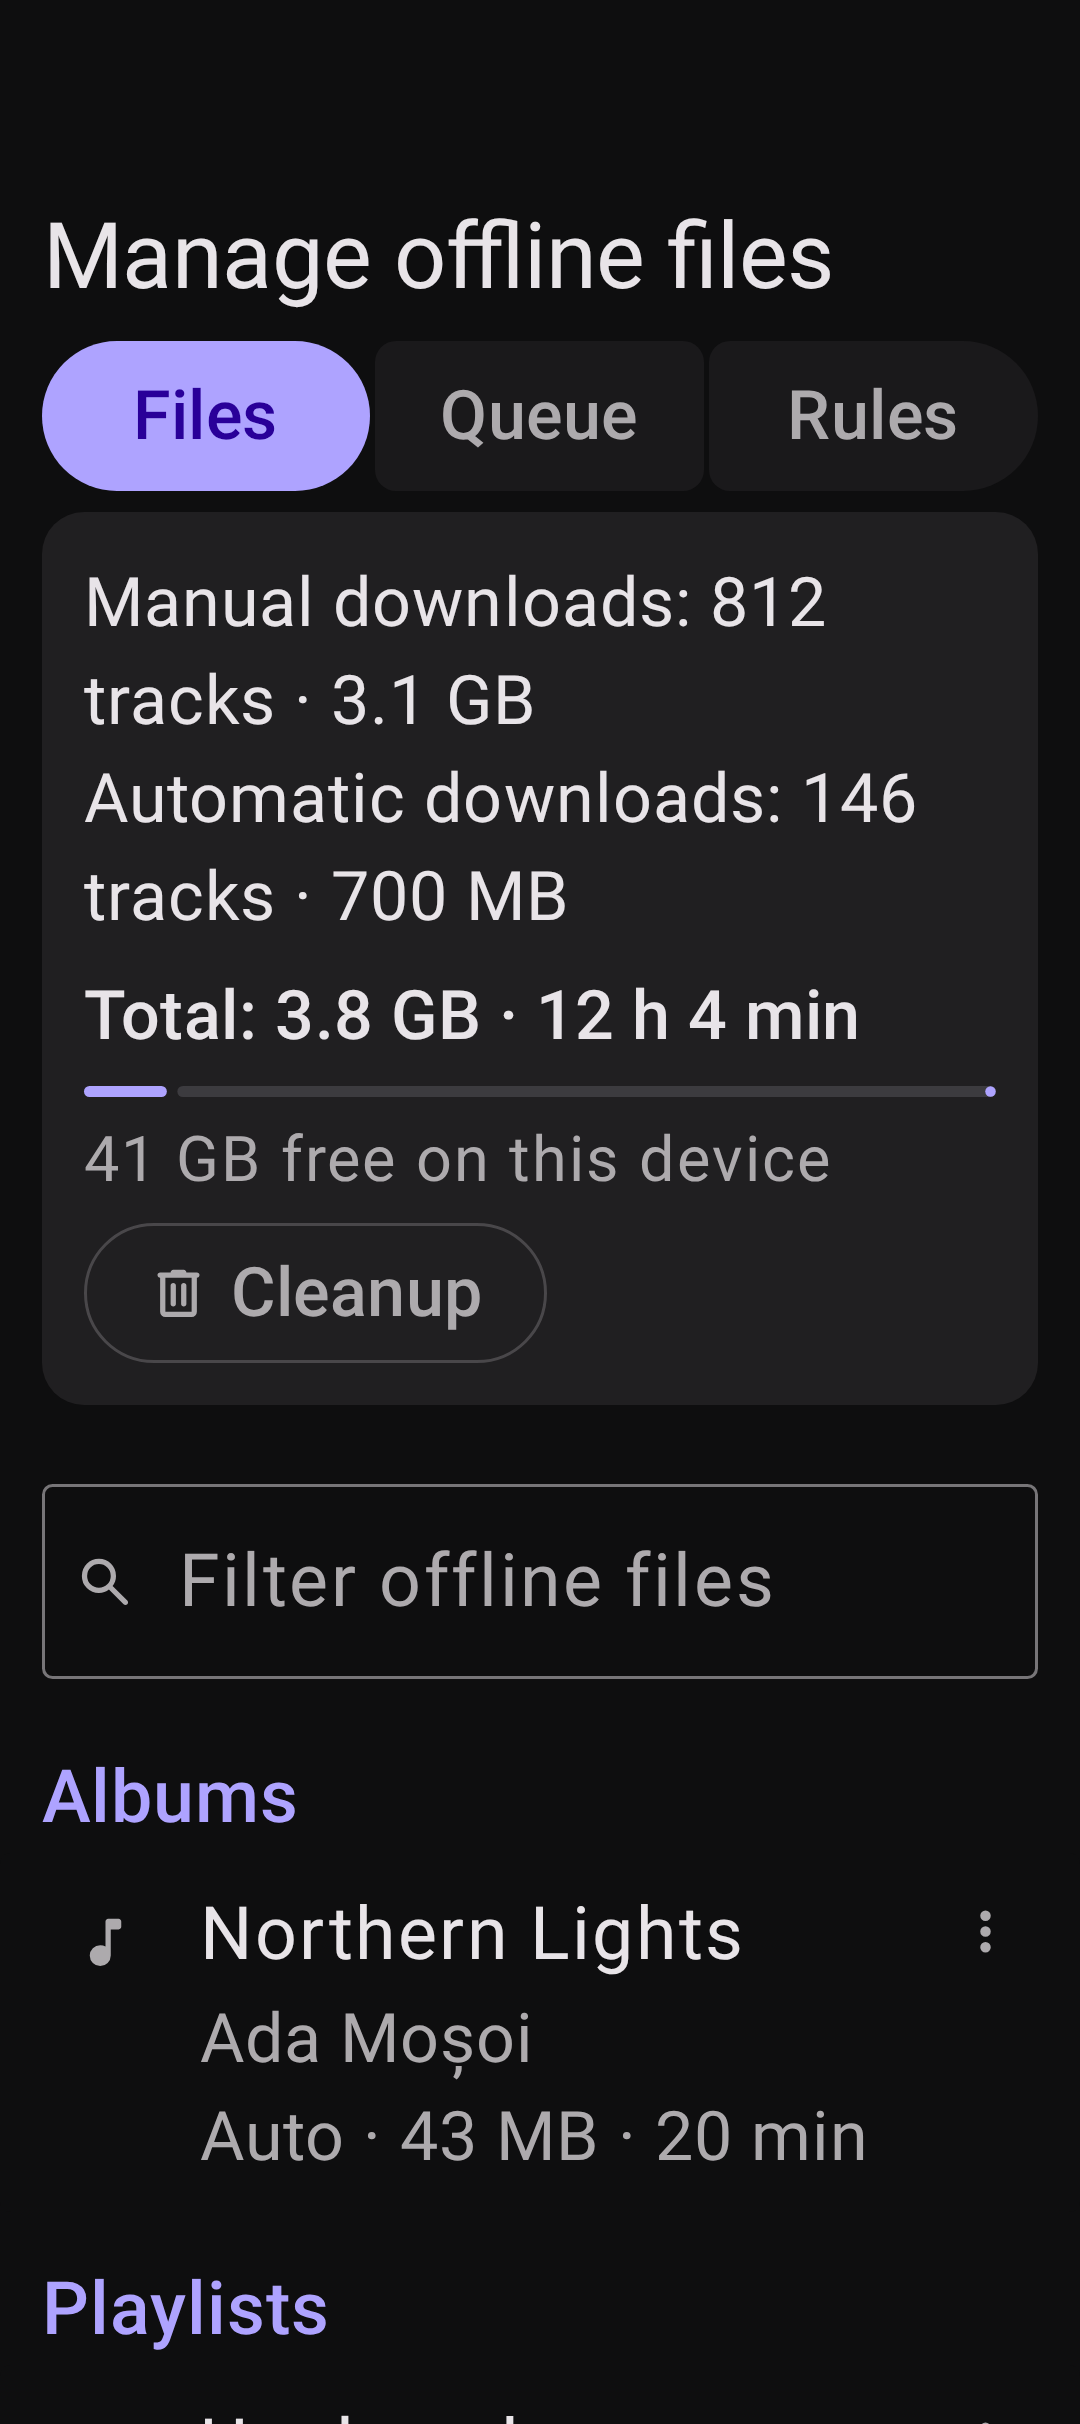 Manage offline files
Files
Queue
Rules
Manual downloads: 812
tracks · 3.1 GB
Automatic downloads: 146
tracks · 700 MB
Total: 3.8 GB · 12 h 4 min
41 GB free on this device
Cleanup
Filter offline files
Albums
Northern Lights
Ada Moșoi
Auto · 43 MB · 20 min
Playlists